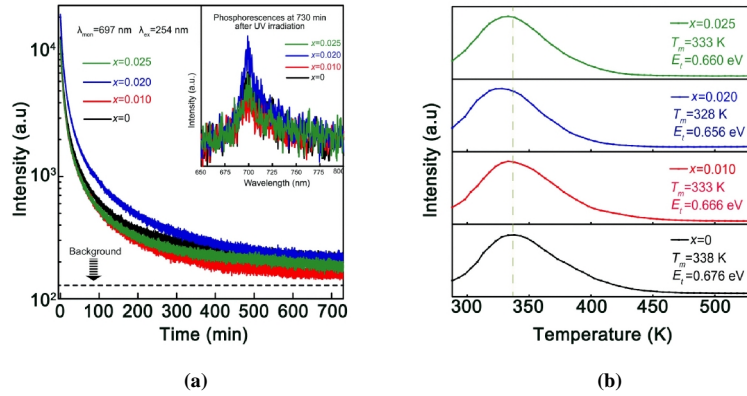 (a)
λmon=697 nm λex=254 nm
x=0.025
x=0.020
x=0.010
x=0
Background
Intensity (a.u)
10⁴
10³
10²
0 100 200 300 400 500 600 700
Time (min)
Phosphorescences at 730 min
after UV irradiation
x=0.025
x=0.020
x=0.010
x=0
Intensity (a.u.)
650 675 700 725 750 775 800
Wavelength (nm)
(a)
(b)
x=0.025
Tm=333 K
Et=0.660 eV
x=0.020
Tm=328 K
Et=0.656 eV
x=0.010
Tm=333 K
Et=0.666 eV
x=0
Tm=338 K
Et=0.676 eV
Intensity (a.u)
300 350 400 450 500
Temperature (K)
(b)